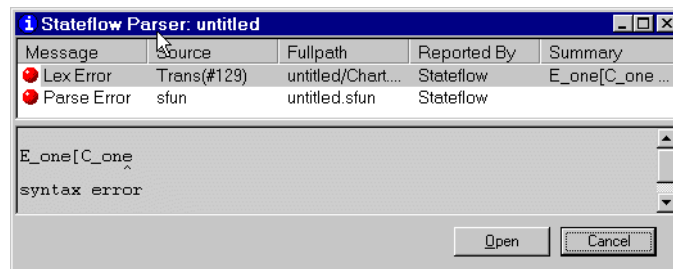 Stateflow Parser: untitled
Message Source Fullpath Reported By Summary
Lex Error Trans(#129) untitled/Chart.... Stateflow E_one[C_one ...
Parse Error sfun untitled.sfun Stateflow
E_one[C_one
^
syntax error
Open Cancel